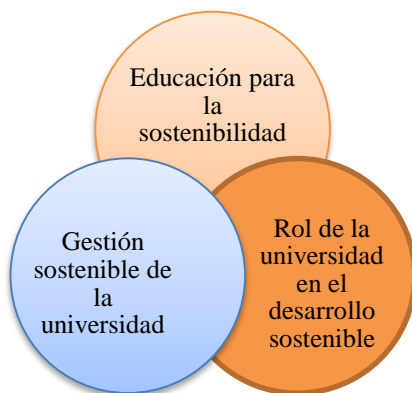 Educación para
la
sostenibilidad
Gestión
sostenible de
la
universidad
Rol de la
universidad
en el
desarrollo
sostenible